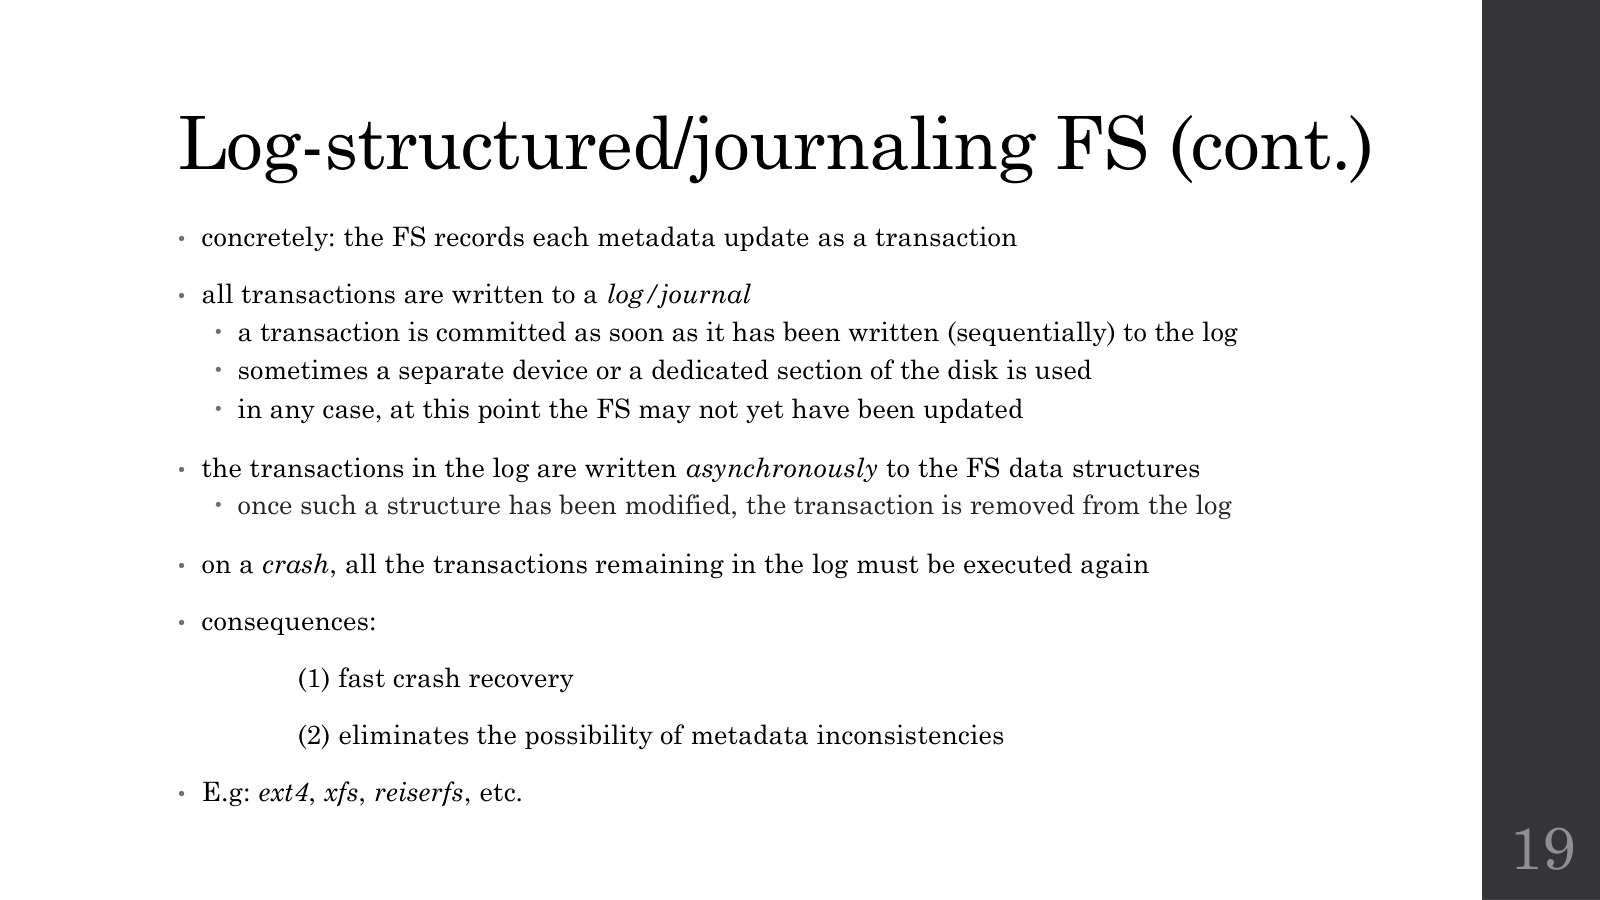 Log-structured/journaling FS (cont.)
• concretely: the FS records each metadata update as a transaction
• all transactions are written to a log/journal
• a transaction is committed as soon as it has been written (sequentially) to the log
• sometimes a separate device or a dedicated section of the disk is used
• in any case, at this point the FS may not yet have been updated
• the transactions in the log are written asynchronously to the FS data structures
• once such a structure has been modified, the transaction is removed from the log
• on a crash, all the transactions remaining in the log must be executed again
• consequences:
(1) fast crash recovery
(2) eliminates the possibility of metadata inconsistencies
• E.g: ext4, xfs, reiserfs, etc.
19